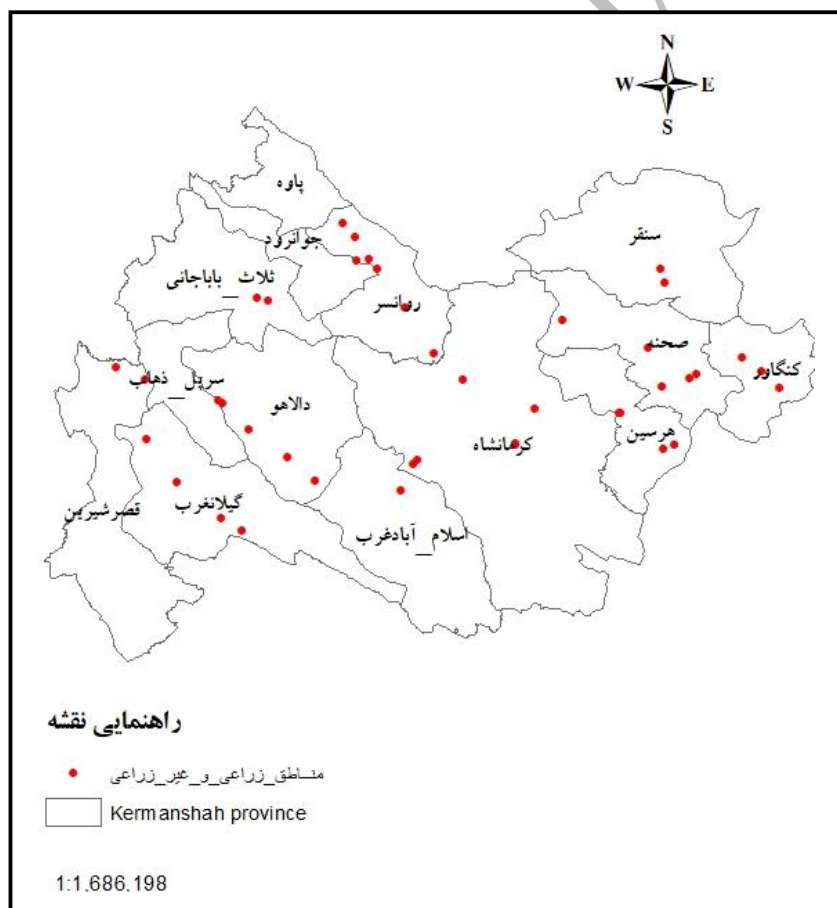 N
W E
S
پاوه
سنقر
جوانرود
ثلاث_باباجانی
روانسر
صحنه
کنگاور
سرپل_ذهاب
دالاهو
هرسین
کرمانشاه
گیلانغرب
قصرشیرین
اسلام_آبادغرب
راهنمایی نقشه
مناطق_زراعی_و_غیر_زراعی
Kermanshah province
1:1,686,198